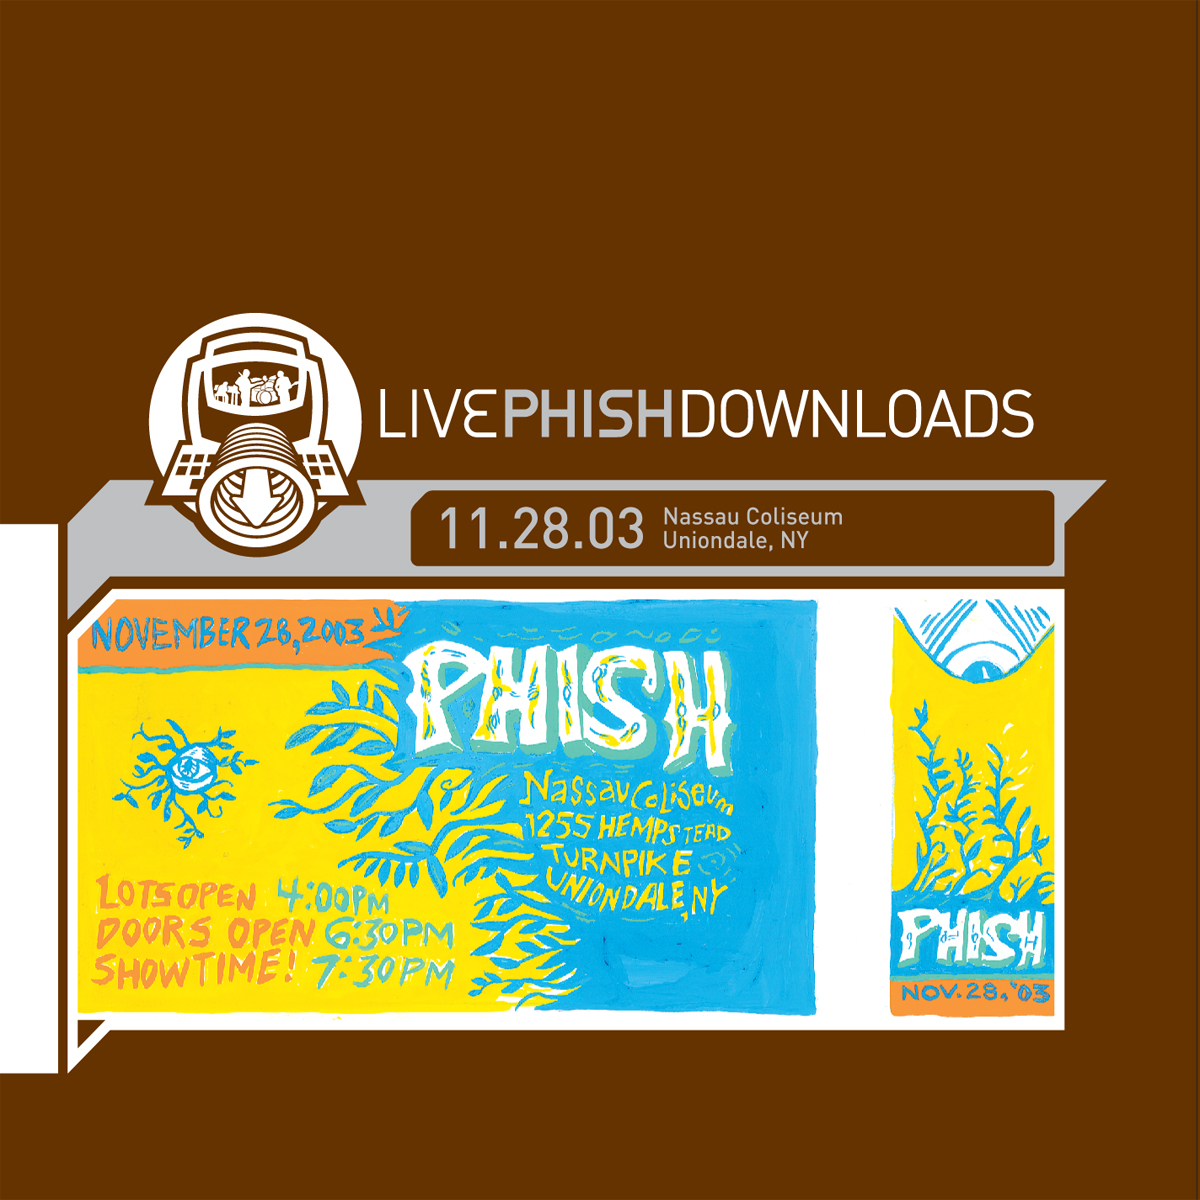 LIVEPHISHDOWNLOADS
11.28.03
Nassau Coliseum
Uniondale, NY
NOVEMBER 28, 2003
PHISH
Nassau Coliseum
1255 HEMPSTEAD
TURNPIKE
UNIONDALE, NY
LOTS OPEN 4:00PM
DOORS OPEN 6:30PM
SHOWTIME! 7:30PM
PHISH
NOV. 28, '03